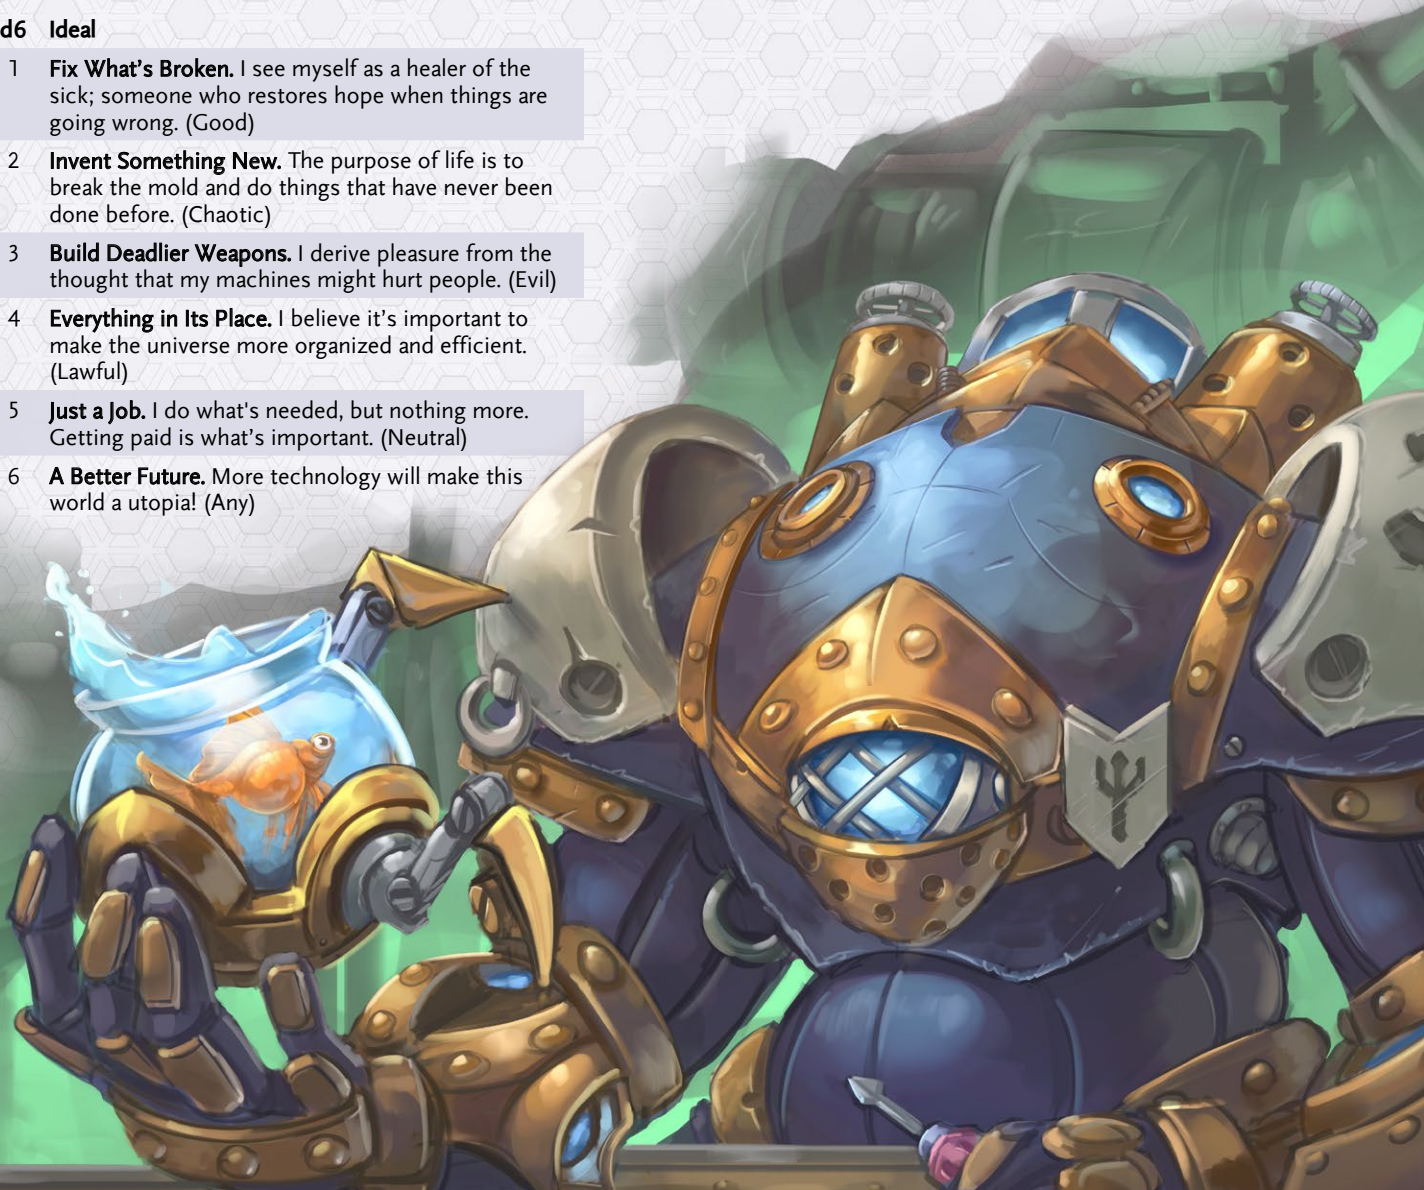 d6 Ideal
1 Fix What’s Broken. I see myself as a healer of the
sick; someone who restores hope when things are
going wrong. (Good)
2 Invent Something New. The purpose of life is to
break the mold and do things that have never been
done before. (Chaotic)
3 Build Deadlier Weapons. I derive pleasure from the
thought that my machines might hurt people. (Evil)
4 Everything in Its Place. I believe it’s important to
make the universe more organized and efficient.
(Lawful)
5 Just a Job. I do what's needed, but nothing more.
Getting paid is what’s important. (Neutral)
6 A Better Future. More technology will make this
world a utopia! (Any)